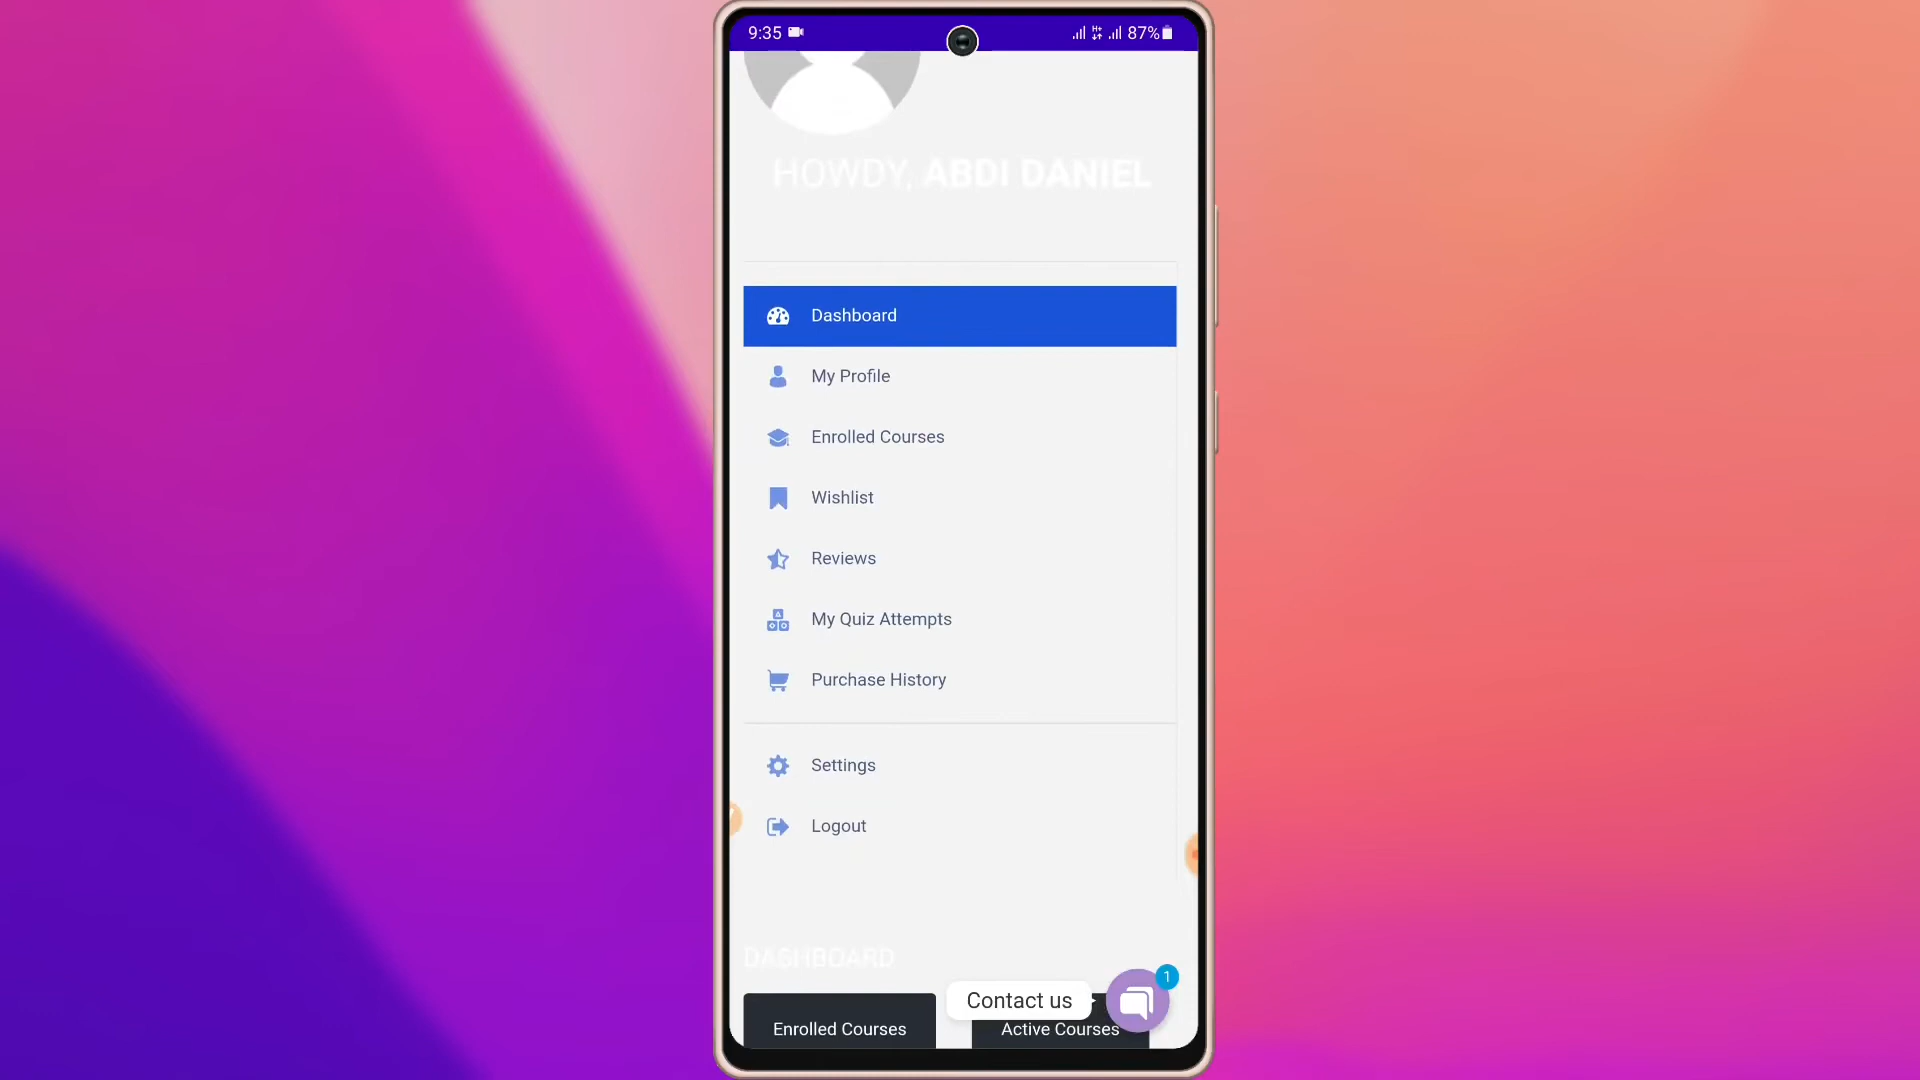 9:35 87%
HOWDY, ABDI DANIEL
Dashboard
My Profile
Enrolled Courses
Wishlist
Reviews
My Quiz Attempts
Purchase History
Settings
Logout
DASHBOARD
1
Contact us
Enrolled Courses
Active Courses